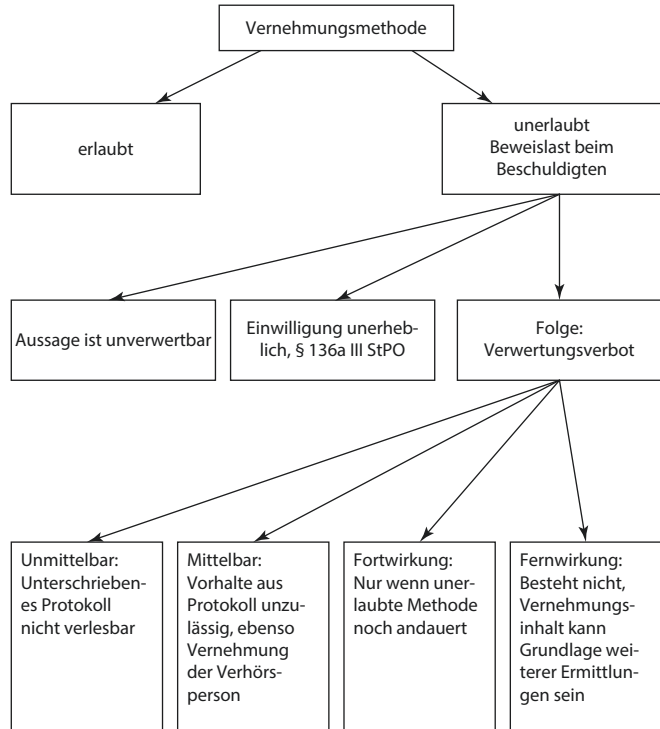 Vernehmungsmethode
erlaubt
unerlaubt
Beweislast beim
Beschuldigten
Aussage ist unverwertbar
Einwilligung unerheb-
lich, § 136a III StPO
Folge:
Verwertungsverbot
Unmittelbar:
Unterschrieben-
es Protokoll
nicht verlesbar
Mittelbar:
Vorhalte aus
Protokoll unzu-
lässig, ebenso
Vernehmung
der Verhörs-
person
Fortwirkung:
Nur wenn uner-
laubte Methode
noch andauert
Fernwirkung:
Besteht nicht,
Vernehmungs-
inhalt kann
Grundlage wei-
terer Ermittlun-
gen sein